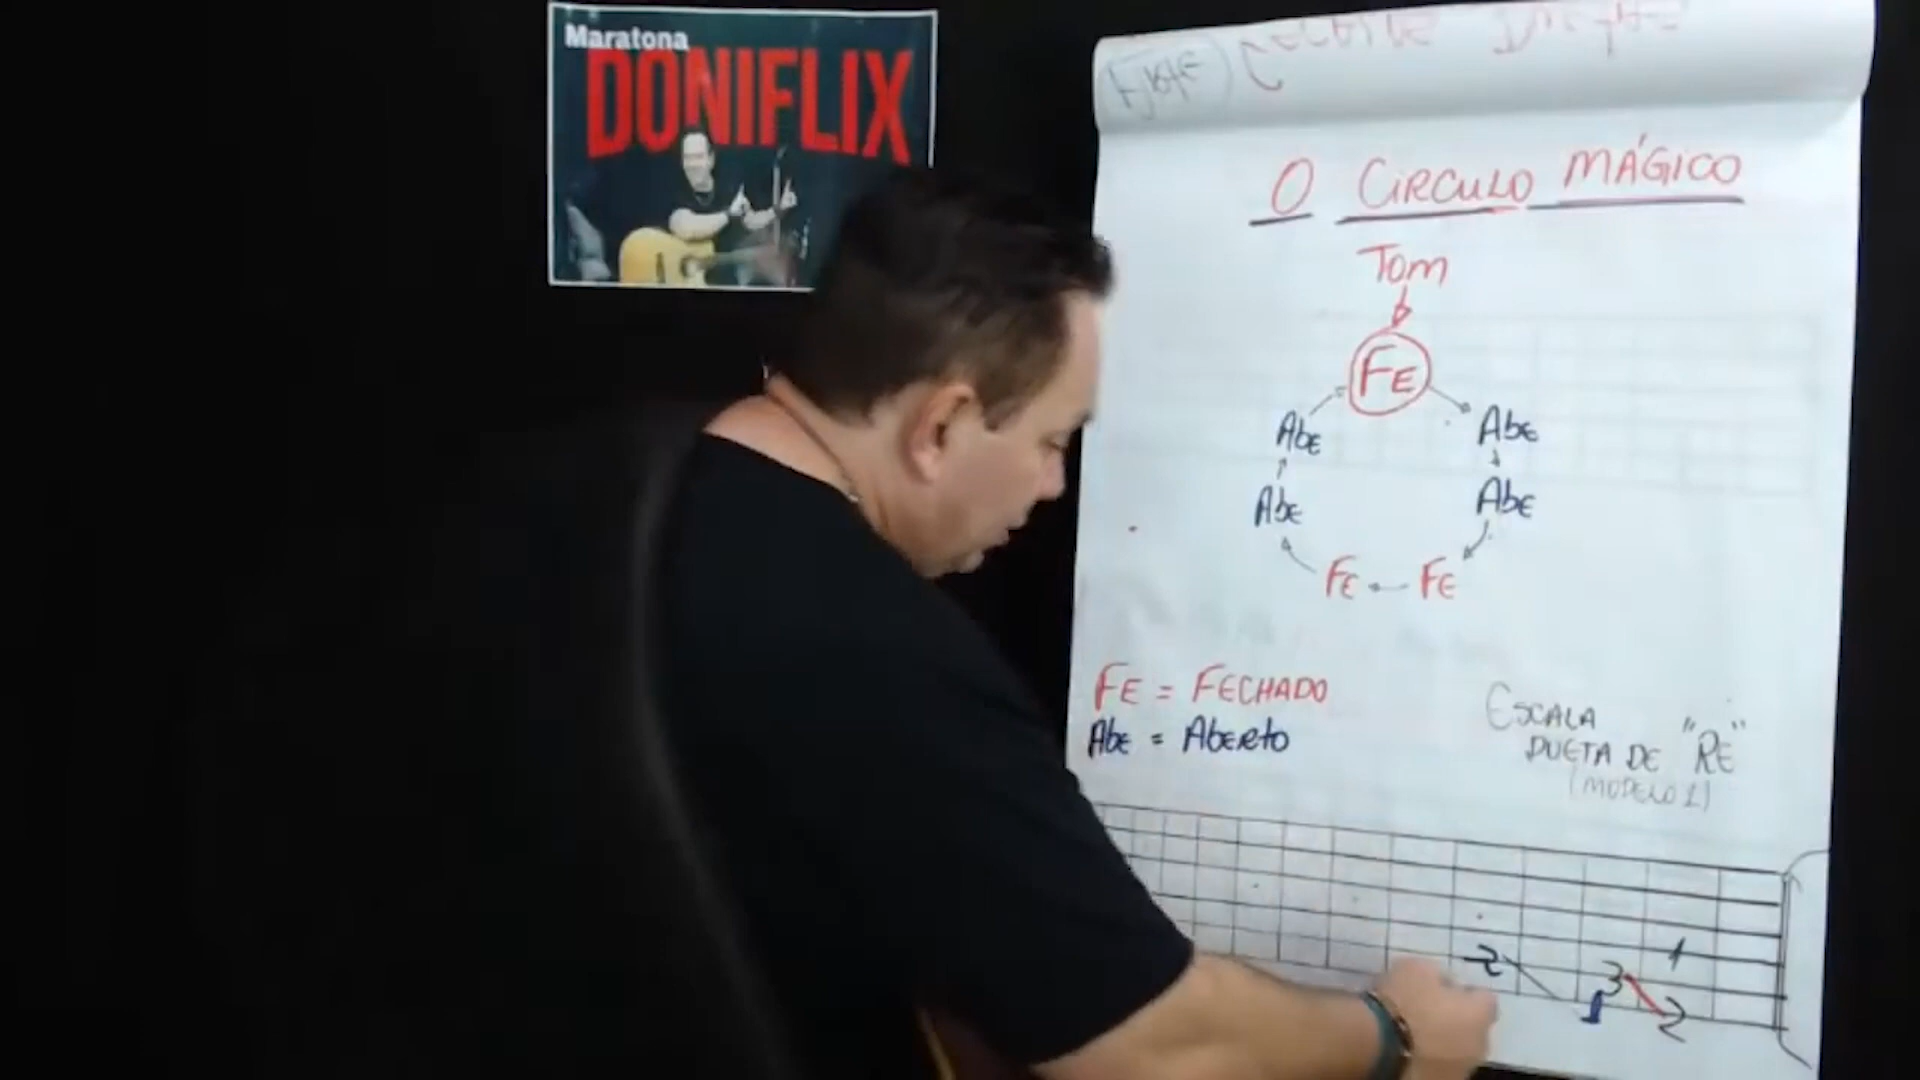 Maratona
DONIFLIX
O CIRCULO MÁGICO
Tom
FE
Abe Abe
Abe Abe
FE FE
FE = FECHADO
Abe = Aberto
ESCALA
DUETA DE "RE"
(MODELO 1)
2 3 1
1 2